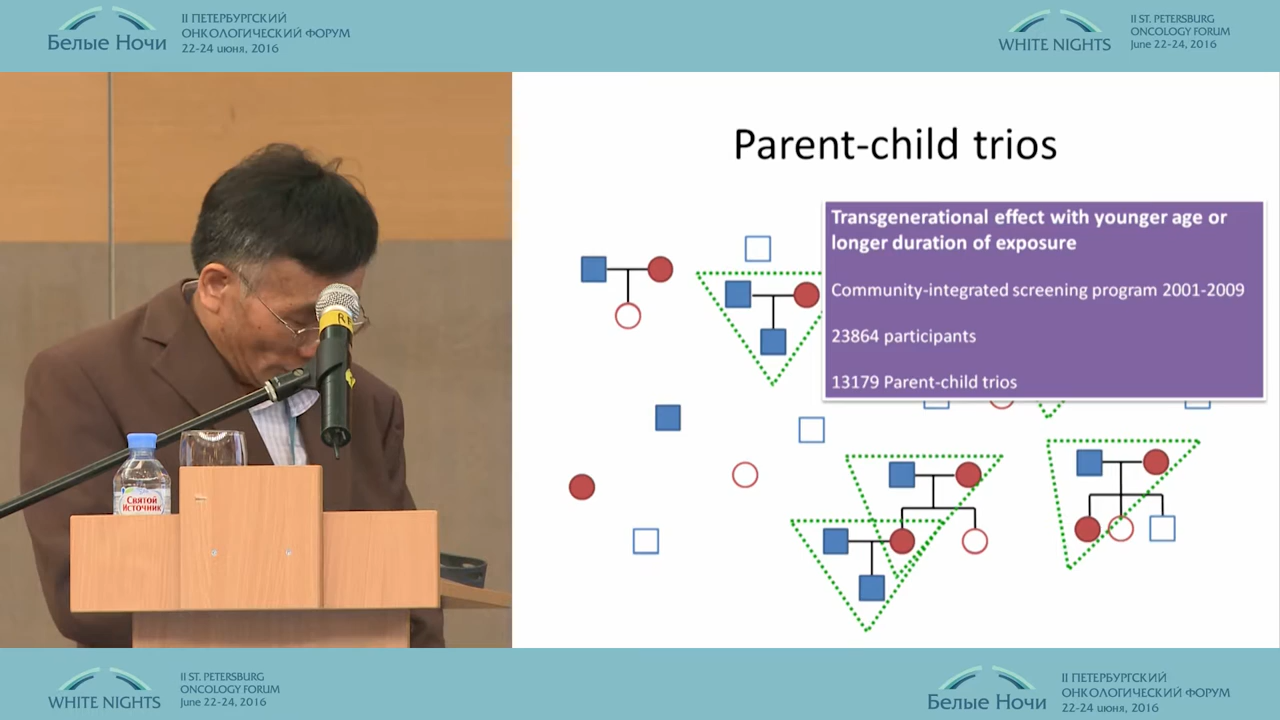 Белые Ночи
II ПЕТЕРБУРГСКИЙ
ОНКОЛОГИЧЕСКИЙ ФОРУМ
22-24 июня, 2016
WHITE NIGHTS
II ST. PETERSBURG
ONCOLOGY FORUM
June 22-24, 2016
Parent-child trios
Transgenerational effect with younger age or
longer duration of exposure
Community-integrated screening program 2001-2009
23864 participants
13179 Parent-child trios
СВЯТОЙ
ИСТОЧНИК
WHITE NIGHTS
II ST. PETERSBURG
ONCOLOGY FORUM
June 22-24, 2016
Белые Ночи
II ПЕТЕРБУРГСКИЙ
ОНКОЛОГИЧЕСКИЙ ФОРУМ
22-24 июня, 2016